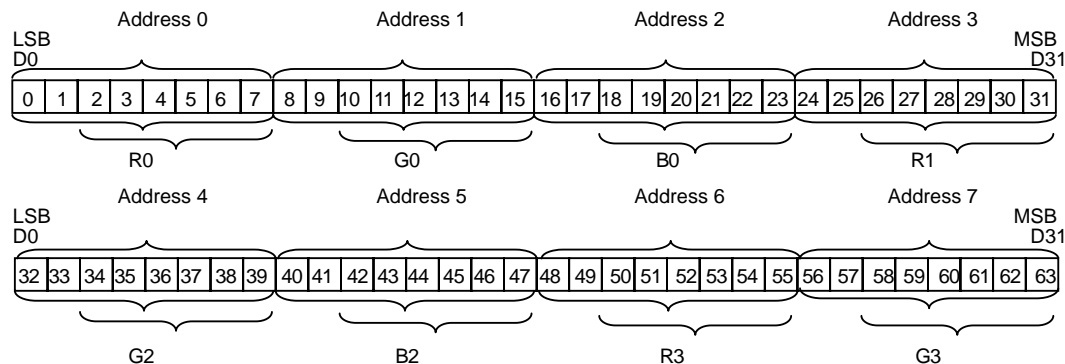 Address 0 Address 1 Address 2 Address 3
LSB MSB
D0 D31
0 1 2 3 4 5 6 7 8 9 10 11 12 13 14 15 16 17 18 19 20 21 22 23 24 25 26 27 28 29 30 31
R0 G0 B0 R1
Address 4 Address 5 Address 6 Address 7
LSB MSB
D0 D31
32 33 34 35 36 37 38 39 40 41 42 43 44 45 46 47 48 49 50 51 52 53 54 55 56 57 58 59 60 61 62 63
G2 B2 R3 G3